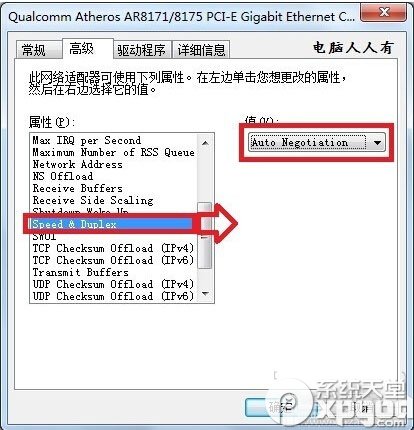 Qualcomm Atheros AR8171/8175 PCI-E Gigabit Ethernet C...
常规 高级 驱动程序 详细信息
电脑人人有
此网络适配器可使用下列属性。在左边单击您想更改的属性,
然后在右边选择它的值。
属性(P):
值(V):
Max IRQ per Second
Maximum Number of RSS Queue
Network Address
NS Offload
Receive Buffers
Receive Side Scaling
Shutdown Wake Up
Speed & Duplex
SWOI
TCP Checksum Offload (IPv4)
TCP Checksum Offload (IPv6)
Transmit Buffers
UDP Checksum Offload (IPv4)
UDP Checksum Offload (IPv6)
Auto Negotiation
确定
取消
系统天堂